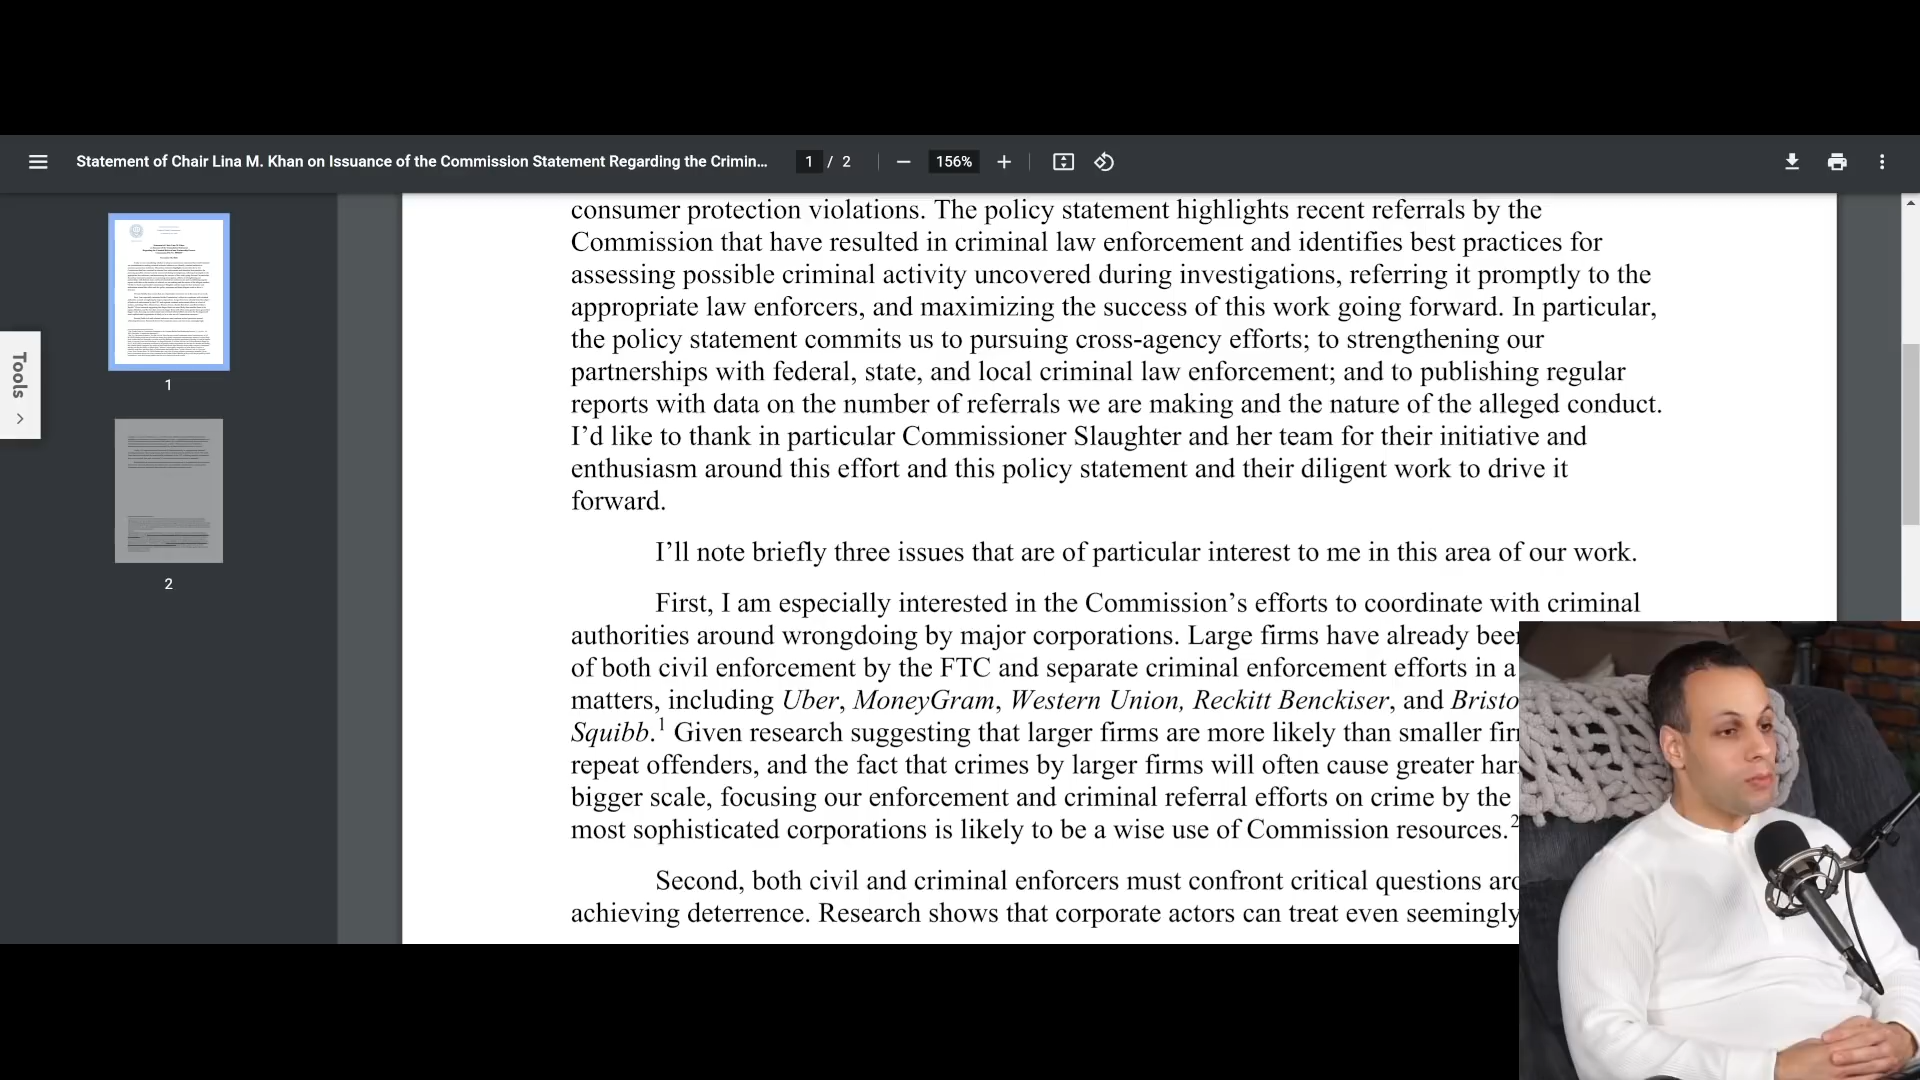 Statement of Chair Lina M. Khan on Issuance of the Commission Statement Regarding the Crimin...
1 / 2
156%
Tools
1
2
consumer protection violations. The policy statement highlights recent referrals by the
Commission that have resulted in criminal law enforcement and identifies best practices for
assessing possible criminal activity uncovered during investigations, referring it promptly to the
appropriate law enforcers, and maximizing the success of this work going forward. In particular,
the policy statement commits us to pursuing cross-agency efforts; to strengthening our
partnerships with federal, state, and local criminal law enforcement; and to publishing regular
reports with data on the number of referrals we are making and the nature of the alleged conduct.
I’d like to thank in particular Commissioner Slaughter and her team for their initiative and
enthusiasm around this effort and this policy statement and their diligent work to drive it
forward.
I’ll note briefly three issues that are of particular interest to me in this area of our work.
First, I am especially interested in the Commission’s efforts to coordinate with criminal
authorities around wrongdoing by major corporations. Large firms have already
of both civil enforcement by the FTC and separate criminal enforcement efforts in a
matters, including Uber, MoneyGram, Western Union, Reckitt Benckiser, and
Squibb.1 Given research suggesting that larger firms are more likely than smaller
repeat offenders, and the fact that crimes by larger firms will often cause greater
bigger scale, focusing our enforcement and criminal referral efforts on crime by the
most sophisticated corporations is likely to be a wise use of Commission resources.2
Second, both civil and criminal enforcers must confront critical questions
achieving deterrence. Research shows that corporate actors can treat even seemingly